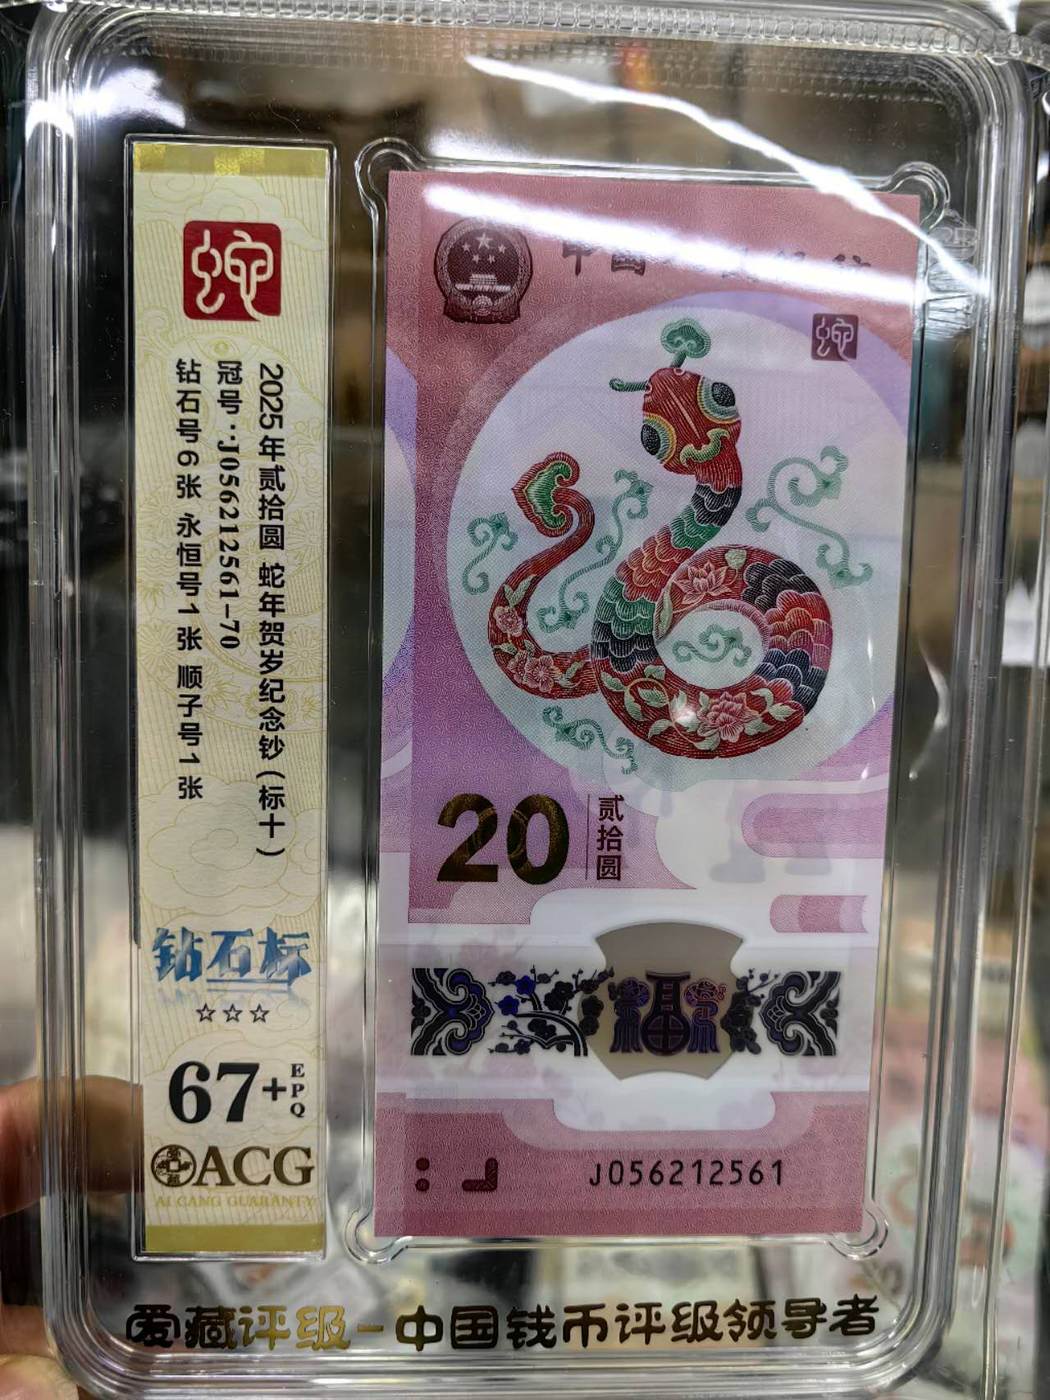 蛇
2025年贰拾圆 蛇年贺岁纪念钞(标十)
冠号:J056212561-70
钻石号6张 永恒号1张 顺子号1张
钻石标
☆☆☆
67+EPQ
ACG
AI CANG GUARANTY
中国
蛇
20
贰拾圆
福
J056212561
爱藏评级-中国钱币评级领导者